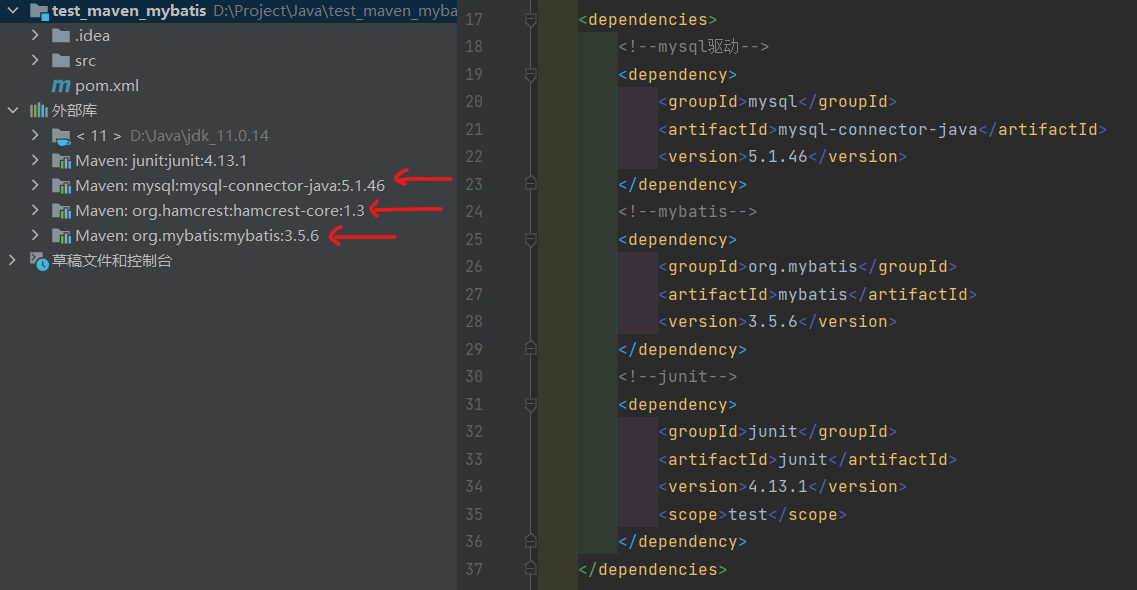 test_maven_mybatis D:\Project\Java\test_maven_myba
.idea
src
pom.xml
外部库
< 11 > D:\Java\jdk_11.0.14
Maven: junit:junit:4.13.1
Maven: mysql:mysql-connector-java:5.1.46
Maven: org.hamcrest:hamcrest-core:1.3
Maven: org.mybatis:mybatis:3.5.6
草稿文件和控制台
17 <dependencies>
18 <!--mysql驱动-->
19 <dependency>
20 <groupId>mysql</groupId>
21 <artifactId>mysql-connector-java</artifactId>
22 <version>5.1.46</version>
23 </dependency>
24 <!--mybatis-->
25 <dependency>
26 <groupId>org.mybatis</groupId>
27 <artifactId>mybatis</artifactId>
28 <version>3.5.6</version>
29 </dependency>
30 <!--junit-->
31 <dependency>
32 <groupId>junit</groupId>
33 <artifactId>junit</artifactId>
34 <version>4.13.1</version>
35 <scope>test</scope>
36 </dependency>
37 </dependencies>